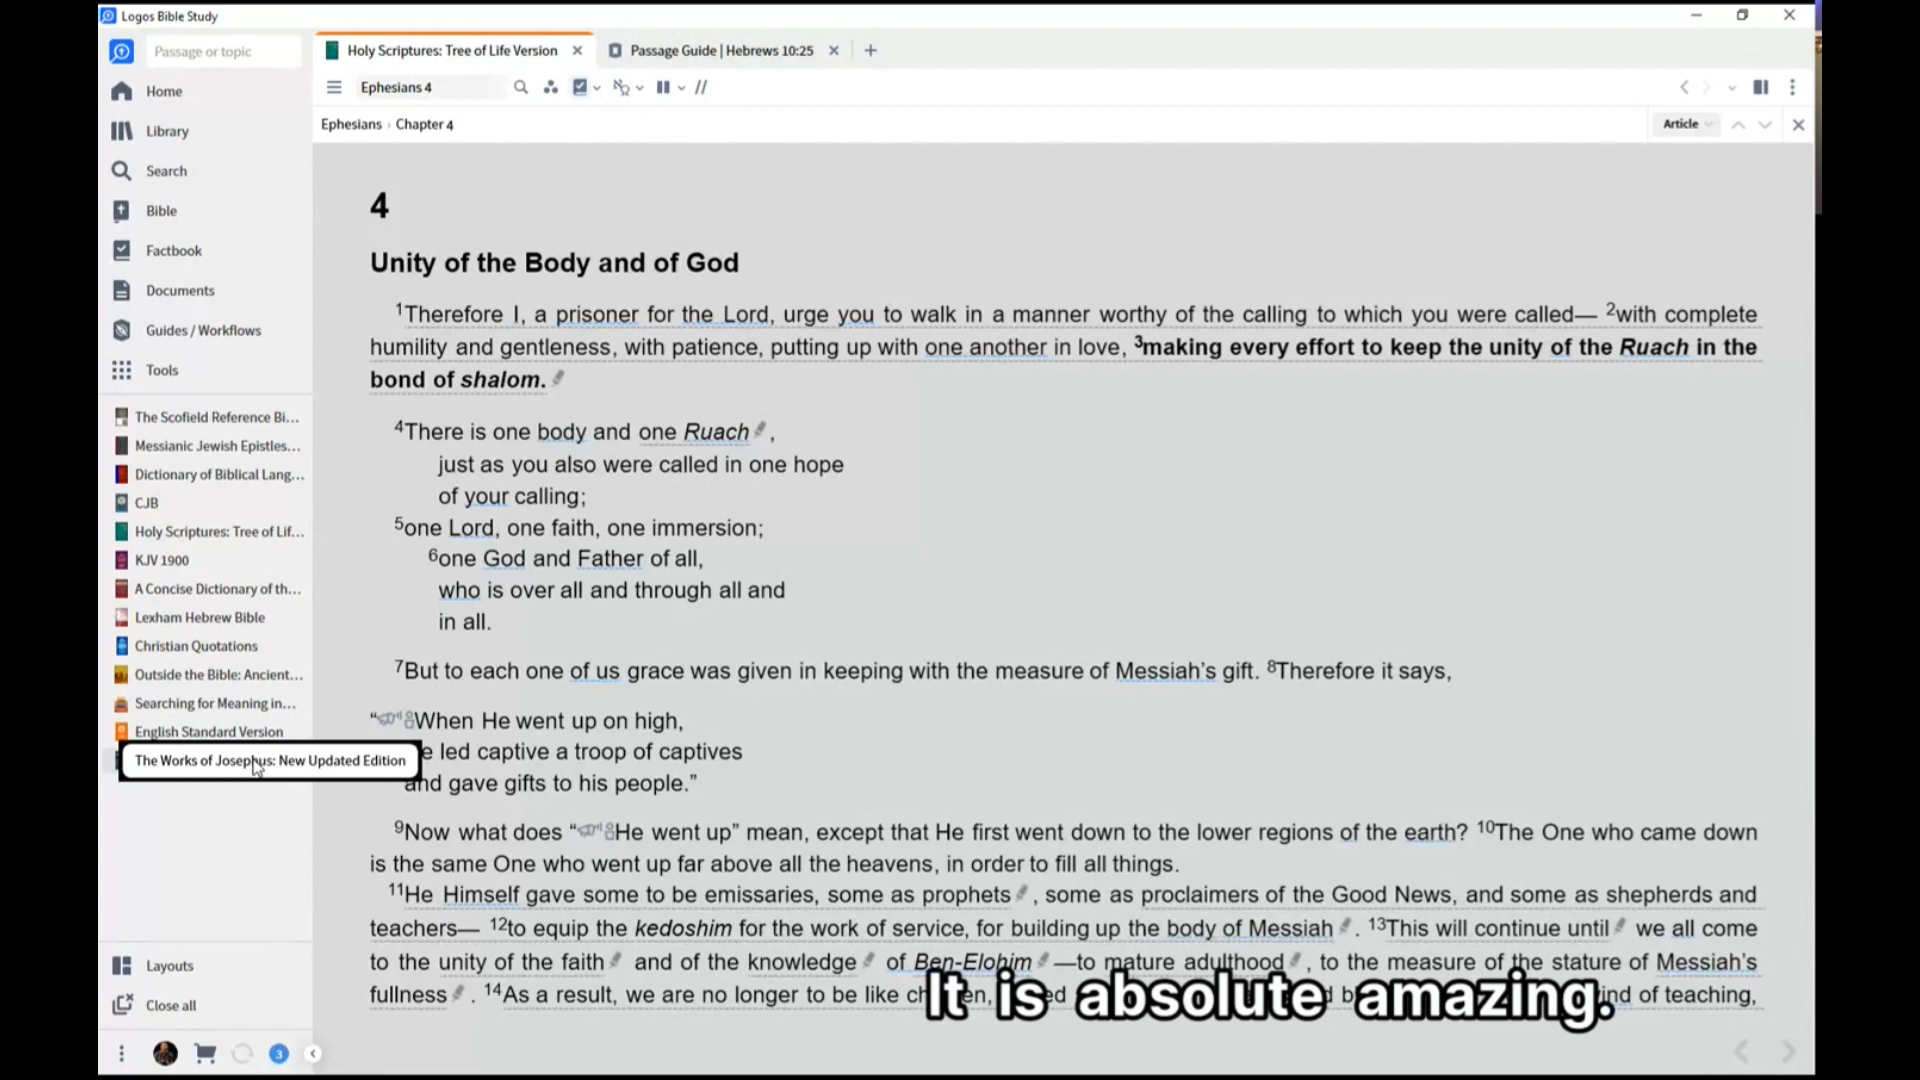 Logos Bible Study
Passage or topic
Holy Scriptures: Tree of Life Version
Passage Guide | Hebrews 10:25
Home
Library
Search
Bible
Factbook
Documents
Guides / Workflows
Tools
The Scofield Reference Bi...
Messianic Jewish Epistles...
Dictionary of Biblical Lang...
CJB
Holy Scriptures: Tree of Lif...
KJV 1900
A Concise Dictionary of th...
Lexham Hebrew Bible
Christian Quotations
Outside the Bible: Ancient...
Searching for Meaning in...
English Standard Version
The Works of Josephus: New Updated Edition
Layouts
Close all
3
Ephesians 4
Ephesians › Chapter 4
Article
4
Unity of the Body and of God
1Therefore I, a prisoner for the Lord, urge you to walk in a manner worthy of the calling to which you were called— 2with complete
humility and gentleness, with patience, putting up with one another in love, 3making every effort to keep the unity of the Ruach in the
bond of shalom.
4There is one body and one Ruach,
just as you also were called in one hope
of your calling;
5one Lord, one faith, one immersion;
6one God and Father of all,
who is over all and through all and
in all.
7But to each one of us grace was given in keeping with the measure of Messiah's gift. 8Therefore it says,
“When He went up on high,
e led captive a troop of captives
and gave gifts to his people.”
9Now what does “He went up” mean, except that He first went down to the lower regions of the earth? 10The One who came down
is the same One who went up far above all the heavens, in order to fill all things.
11He Himself gave some to be emissaries, some as prophets, some as proclaimers of the Good News, and some as shepherds and
teachers— 12to equip the kedoshim for the work of service, for building up the body of Messiah. 13This will continue until we all come
to the unity of the faith and of the knowledge of Ben-Elohim—to mature adulthood, to the measure of the stature of Messiah's
fullness. 14As a result, we are no longer to be like of teaching,
It is absolute amazing.